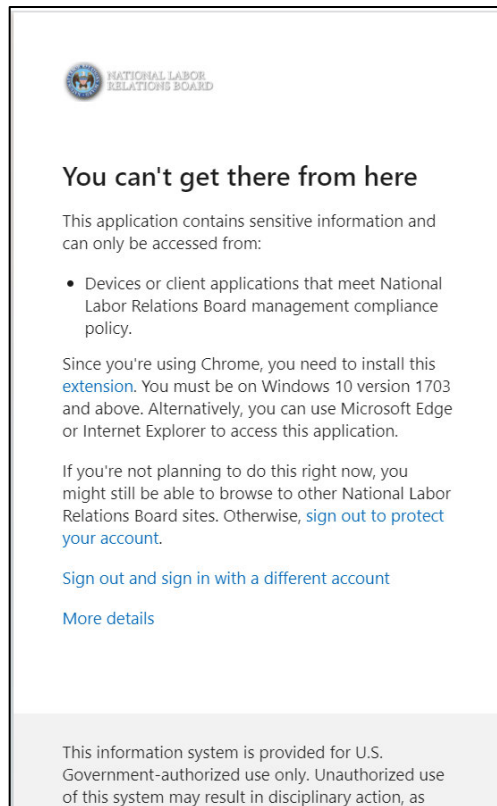 NATIONAL LABOR
RELATIONS BOARD
You can't get there from here
This application contains sensitive information and
can only be accessed from:
• Devices or client applications that meet National
Labor Relations Board management compliance
policy.
Since you're using Chrome, you need to install this
extension. You must be on Windows 10 version 1703
and above. Alternatively, you can use Microsoft Edge
or Internet Explorer to access this application.
If you're not planning to do this right now, you
might still be able to browse to other National Labor
Relations Board sites. Otherwise, sign out to protect
your account.
Sign out and sign in with a different account
More details
This information system is provided for U.S.
Government-authorized use only. Unauthorized use
of this system may result in disciplinary action, as